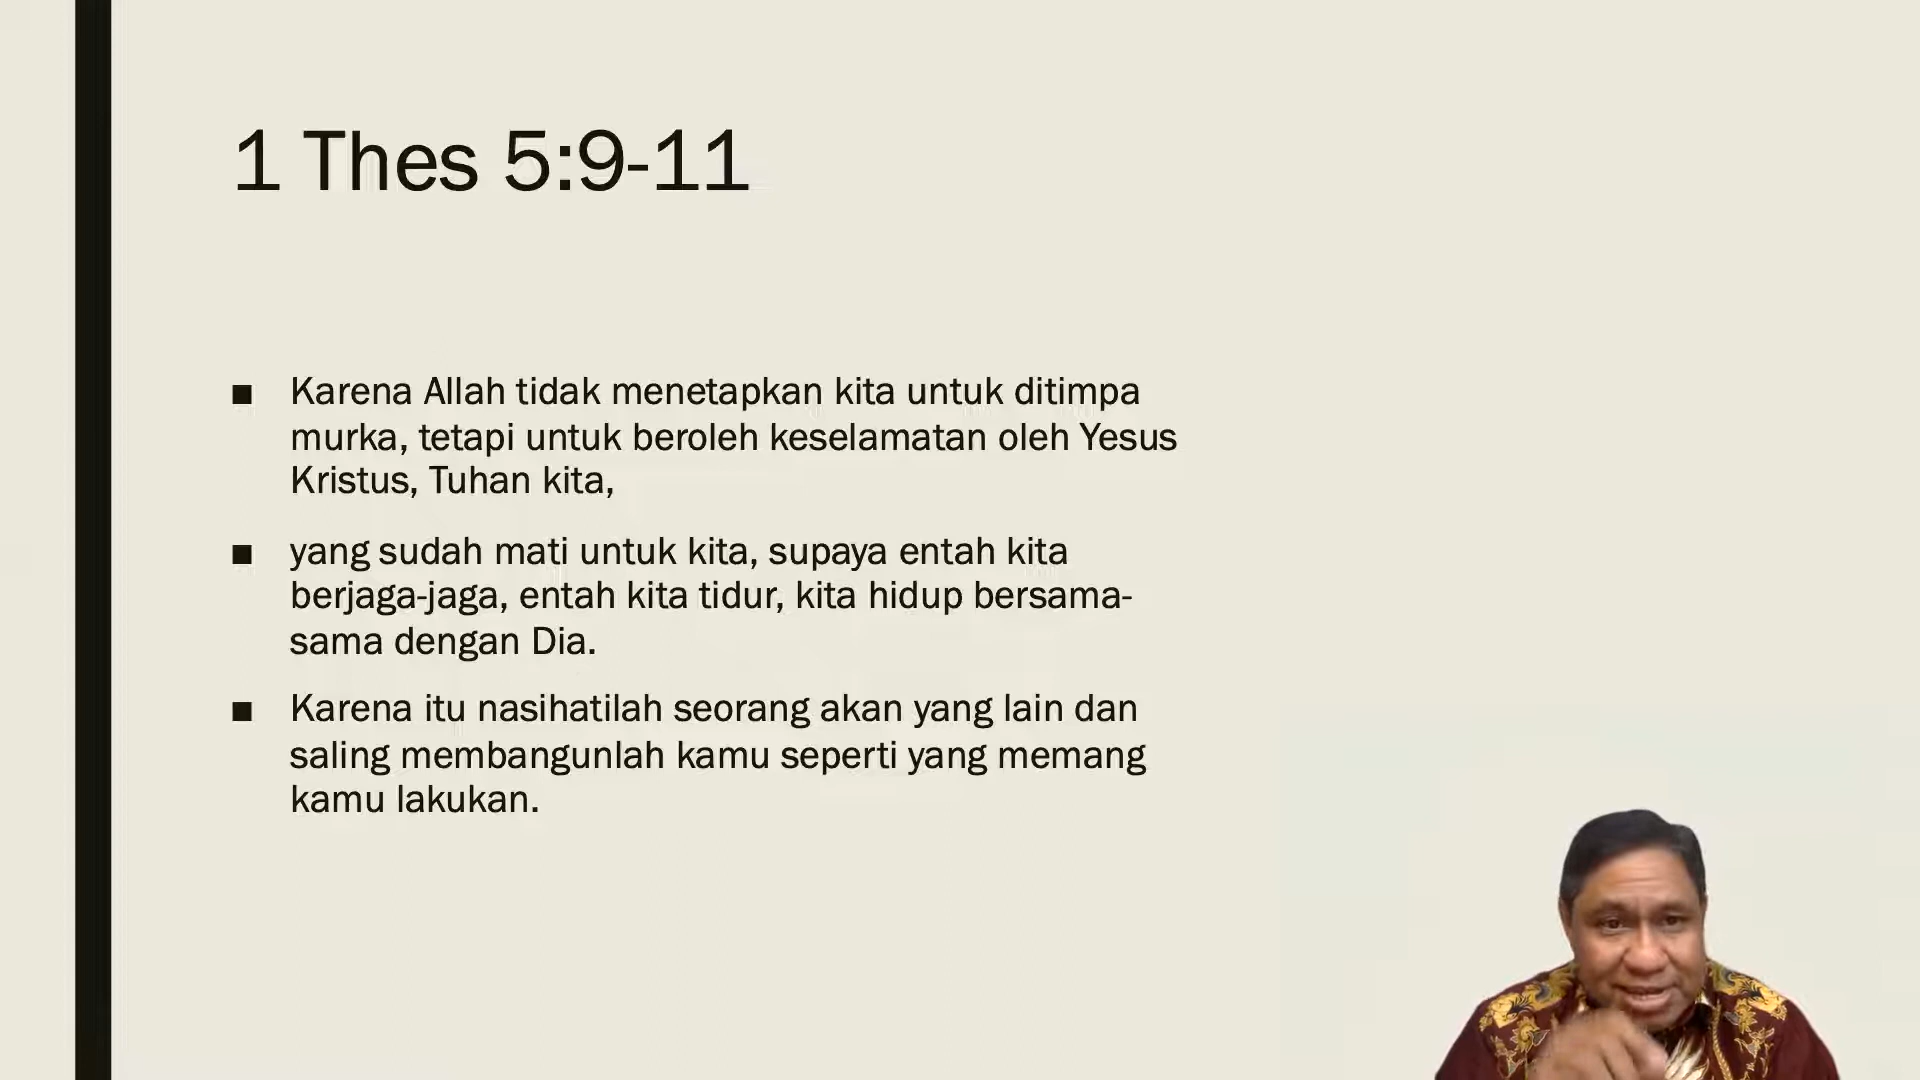 1 Thes 5:9-11
■ Karena Allah tidak menetapkan kita untuk ditimpa
murka, tetapi untuk beroleh keselamatan oleh Yesus
Kristus, Tuhan kita,
■ yang sudah mati untuk kita, supaya entah kita
berjaga-jaga, entah kita tidur, kita hidup bersama-
sama dengan Dia.
■ Karena itu nasihatilah seorang akan yang lain dan
saling membangunlah kamu seperti yang memang
kamu lakukan.